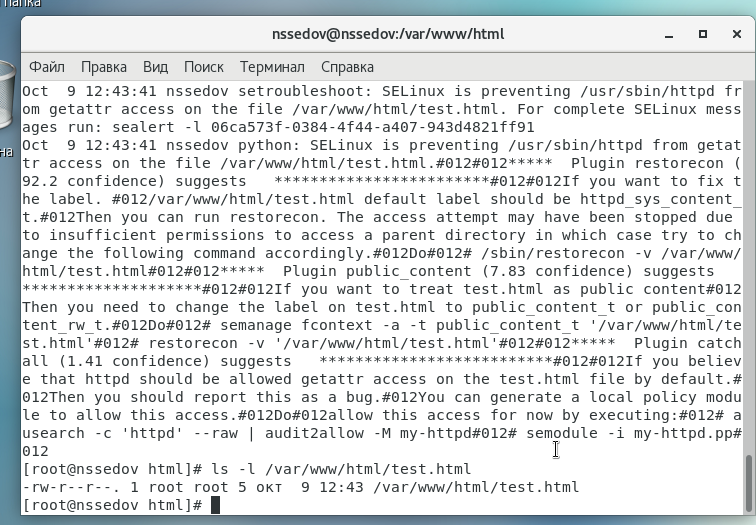 папка
nssedov@nssedov:/var/www/html
Файл Правка Вид Поиск Терминал Справка
Oct  9 12:43:41 nssedov setroubleshoot: SELinux is preventing /usr/sbin/httpd fr
om getattr access on the file /var/www/html/test.html. For complete SELinux mess
ages run: sealert -l 06ca573f-0384-4f44-a407-943d4821ff91
Oct  9 12:43:41 nssedov python: SELinux is preventing /usr/sbin/httpd from getat
tr access on the file /var/www/html/test.html.#012#012*****  Plugin restorecon (
92.2 confidence) suggests   ************************#012#012If you want to fix t
he label. #012/var/www/html/test.html default label should be httpd_sys_content_
t.#012Then you can run restorecon. The access attempt may have been stopped due
to insufficient permissions to access a parent directory in which case try to ch
ange the following command accordingly.#012Do#012# /sbin/restorecon -v /var/www/
html/test.html#012#012*****  Plugin public_content (7.83 confidence) suggests
********************#012#012If you want to treat test.html as public content#012
Then you need to change the label on test.html to public_content_t or public_con
tent_rw_t.#012Do#012# semanage fcontext -a -t public_content_t '/var/www/html/te
st.html'#012# restorecon -v '/var/www/html/test.html'#012#012*****  Plugin catch
all (1.41 confidence) suggests   **************************#012#012If you believ
e that httpd should be allowed getattr access on the test.html file by default.#
012Then you should report this as a bug.#012You can generate a local policy modu
le to allow this access.#012Do#012allow this access for now by executing:#012# a
usearch -c 'httpd' --raw | audit2allow -M my-httpd#012# semodule -i my-httpd.pp#
012
[root@nssedov html]# ls -l /var/www/html/test.html
-rw-r--r--. 1 root root 5 окт  9 12:43 /var/www/html/test.html
[root@nssedov html]#